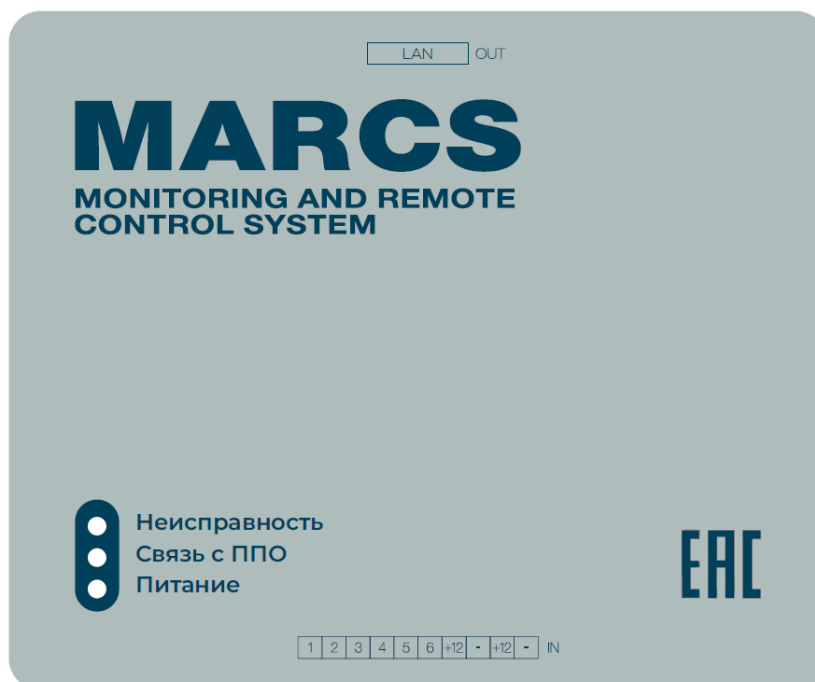 LAN OUT
MARCS
MONITORING AND REMOTE
CONTROL SYSTEM
Неисправность
Связь с ППО
Питание
EAC
1 2 3 4 5 6 +12 - +12 - IN